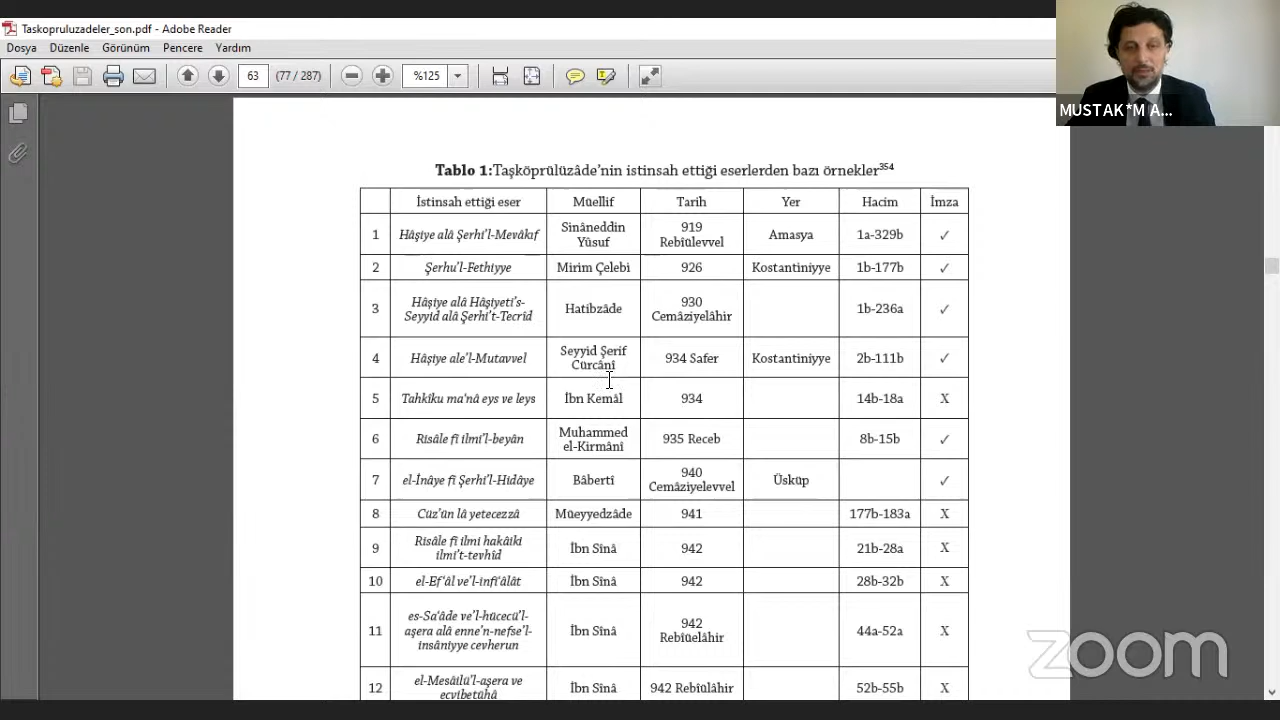 Taskopruluzadeler_son.pdf - Adobe Reader
Dosya Düzenle Görünüm Pencere Yardım
63 (77 / 287) %125
MUSTAK*M A...
Tablo 1:Taşköprülüzâde'nin istinsah ettiği eserlerden bazı örnekler354
İstinsah ettiği eser Müellif Tarih Yer Hacim İmza
1 Hâşiye alâ Şerhi'l-Mevâkıf Sinâneddin Yûsuf 919 Rebîülevvel Amasya 1a-329b ✓
2 Şerhu'l-Fethiyye Mirim Çelebi 926 Kostantiniyye 1b-177b ✓
3 Hâşiye alâ Hâşiyeti's-Seyyid alâ Şerhi't-Tecrîd Hatibzâde 930 Cemâziyelâhir 1b-236a ✓
4 Hâşiye ale'l-Mutavvel Seyyid Şerif Cürcânî 934 Safer Kostantiniyye 2b-111b ✓
5 Tahkîku ma'nâ eys ve leys İbn Kemâl 934 14b-18a X
6 Risâle fî ilmi'l-beyân Muhammed el-Kirmânî 935 Receb 8b-15b ✓
7 el-İnâye fî Şerhi'l-Hidâye Bâbertî 940 Cemâziyelevvel Üsküp ✓
8 Cüz'ün lâ yetecezzâ Müeyyedzâde 941 177b-183a X
9 Risâle fî ilmi hakâiki ilmi't-tevhîd İbn Sînâ 942 21b-28a X
10 el-Ef'âl ve'l-infi'âlât İbn Sînâ 942 28b-32b X
11 es-Sa'âde ve'l-hücecü'l-aşera alâ enne'n-nefse'l-insâniyye cevherun İbn Sînâ 942 Rebîüelâhir 44a-52a X
12 el-Mesâilü'l-aşera ve ecvibetühâ İbn Sînâ 942 Rebîülâhir 52b-55b X
zoom